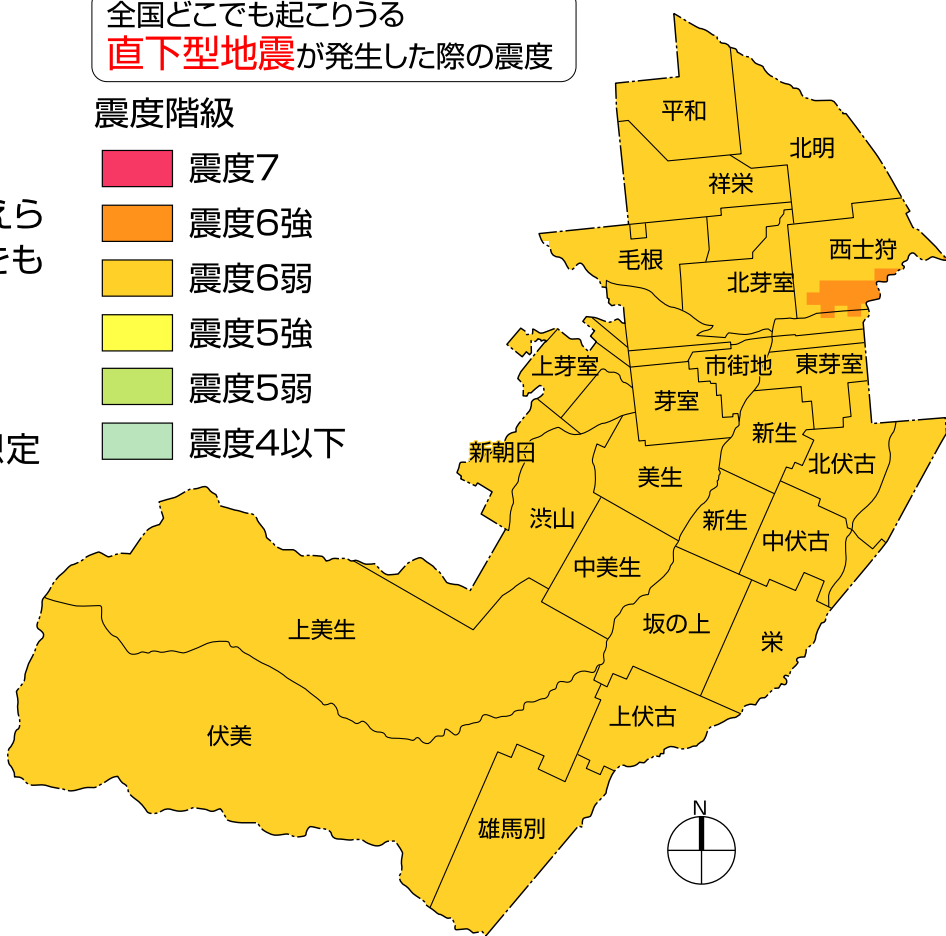 全国どこでも起こりうる
直下型地震が発生した際の震度
震度階級
震度7
震度6強
震度6弱
震度5強
震度5弱
震度4以下
えら
きも
定
平和
北明
祥栄
毛根
西士狩
北芽室
上芽室
市街地
東芽室
芽室
新生
新朝日
北伏古
美生
渋山
新生
中伏古
中美生
上美生
坂の上
栄
伏美
上伏古
雄馬別
N